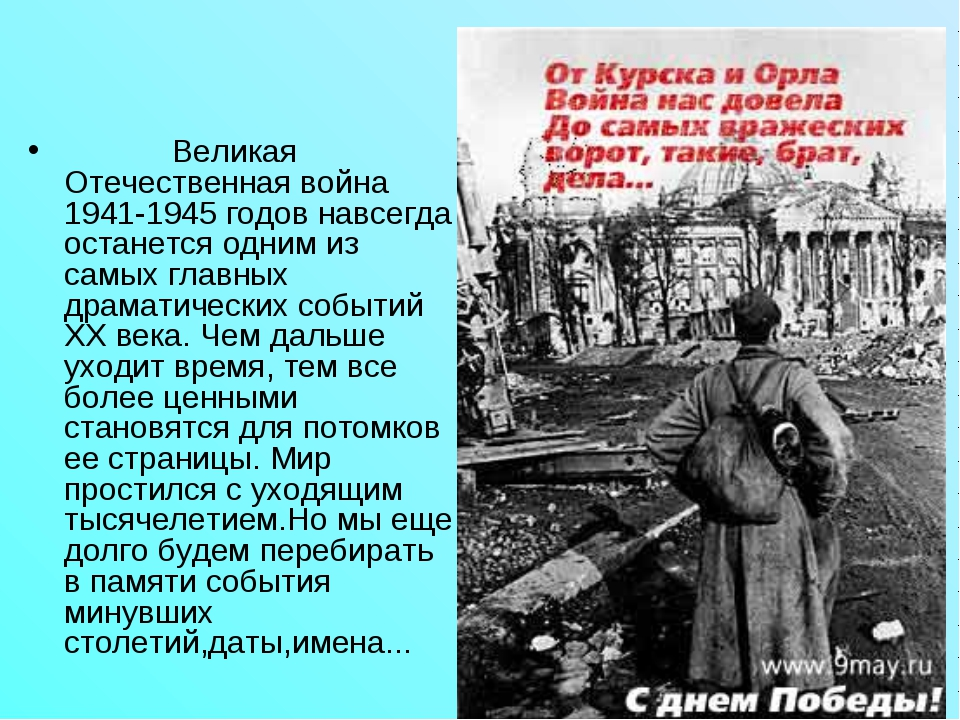 • Великая
Отечественная война
1941-1945 годов навсегда
останется одним из
самых главных
драматических событий
XX века. Чем дальше
уходит время, тем все
более ценными
становятся для потомков
ее страницы. Мир
простился с уходящим
тысячелетием.Но мы еще
долго будем перебирать
в памяти события
минувших
столетий,даты,имена...
От Курска и Орла
Война нас довела
До самых вражеских
ворот, такие, брат,
дела...
www.9may.ru
С днем Победы!